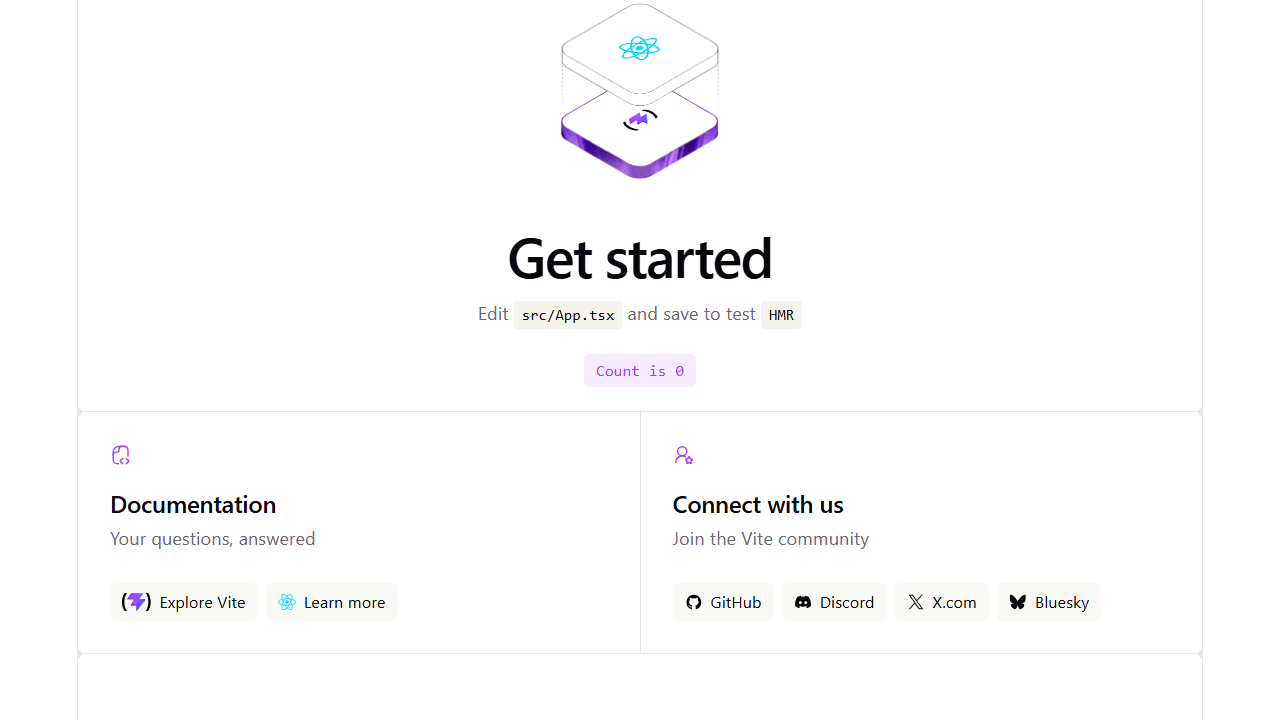 Get started
Edit src/App.tsx and save to test HMR
Count is 0
Documentation
Your questions, answered
Explore Vite
Learn more
Connect with us
Join the Vite community
GitHub
Discord
X.com
Bluesky